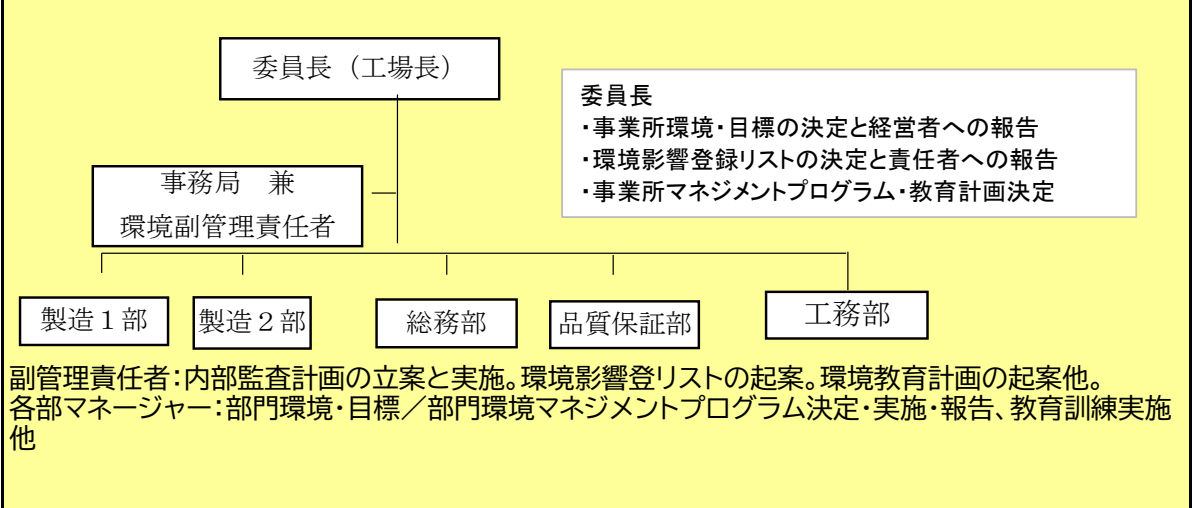 委員長（工場長）
委員長
・事業所環境・目標の決定と経営者への報告
・環境影響登録リストの決定と責任者への報告
・事業所マネジメントプログラム・教育計画決定
事務局　兼
環境副管理責任者
製造１部
製造２部
総務部
品質保証部
工務部
副管理責任者：内部監査計画の立案と実施。環境影響登リストの起案。環境教育計画の起案他。
各部マネージャー：部門環境・目標／部門環境マネジメントプログラム決定・実施・報告、教育訓練実施
他